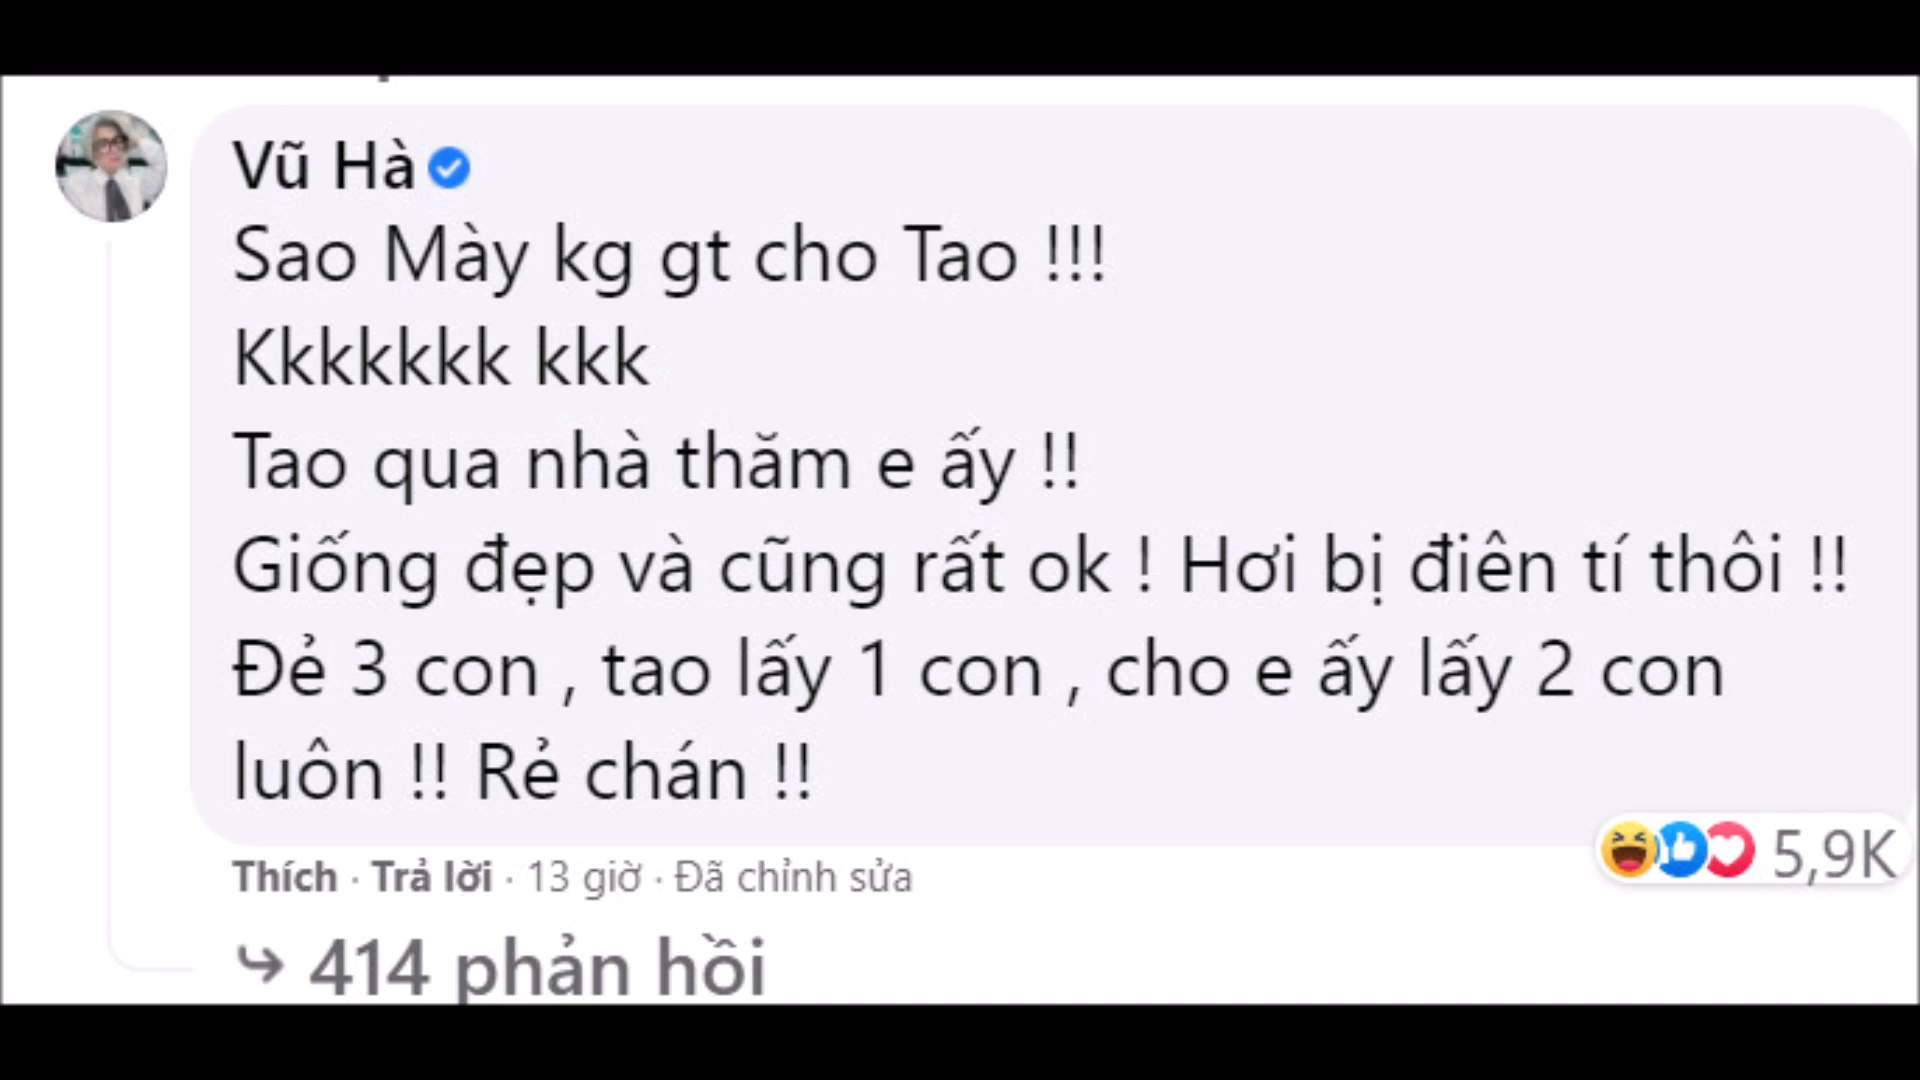 Vũ Hà
Sao Mày kg gt cho Tao !!!
Kkkkkkk kkk
Tao qua nhà thăm e ấy !!
Giống đẹp và cũng rất ok ! Hơi bị điên tí thôi !!
Đẻ 3 con , tao lấy 1 con , cho e ấy lấy 2 con
luôn !! Rẻ chán !!
5,9K
Thích · Trả lời · 13 giờ · Đã chỉnh sửa
414 phản hồi